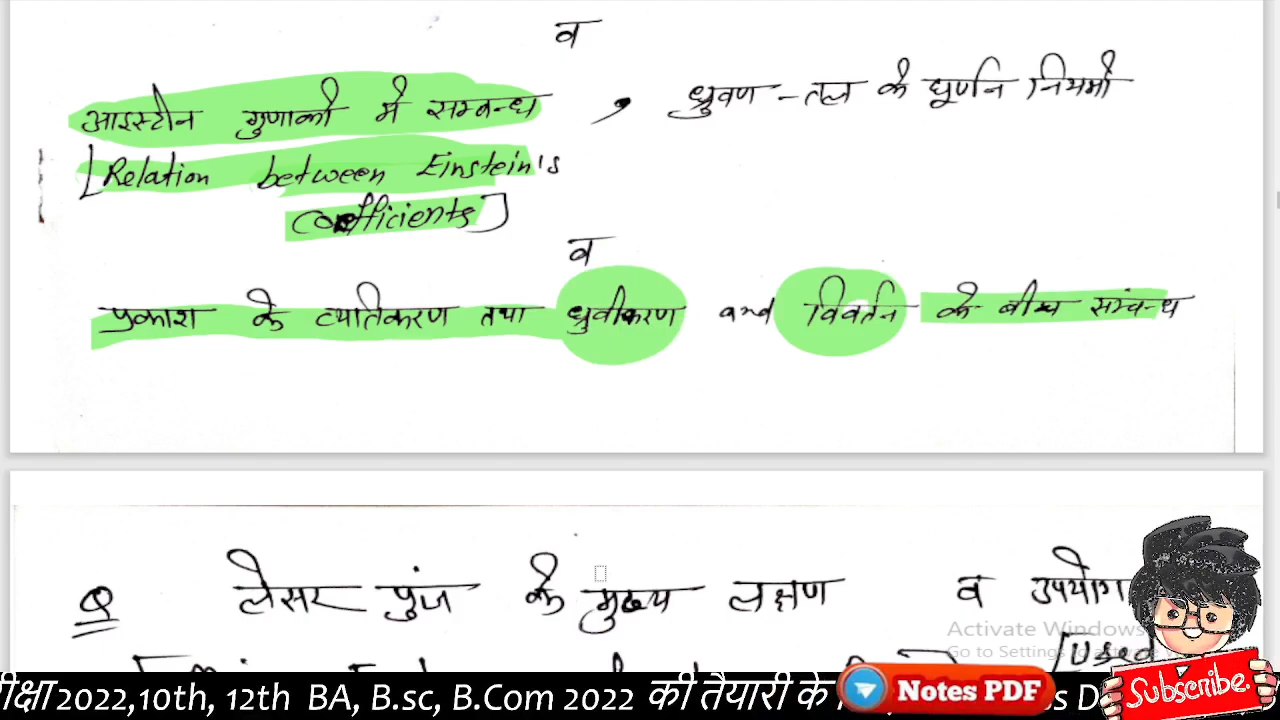 व
आइस्टीन गुणाकों में सम्बन्ध , ध्रुवण-तल के घूर्णन नियमों
[Relation between Einstein's
Coefficients]
व
प्रकाश के व्यतिकरण तथा ध्रुवीकरण and विवर्तन के बीच संबन्ध
Q लेसर पुंज के मुख्य लक्षण व उपयोग
Activate Windows
Go to Settings to
रीक्षा 2022,10th, 12th BA, B.sc, B.Com 2022 की तैयारी के
Notes PDF
Subscribe